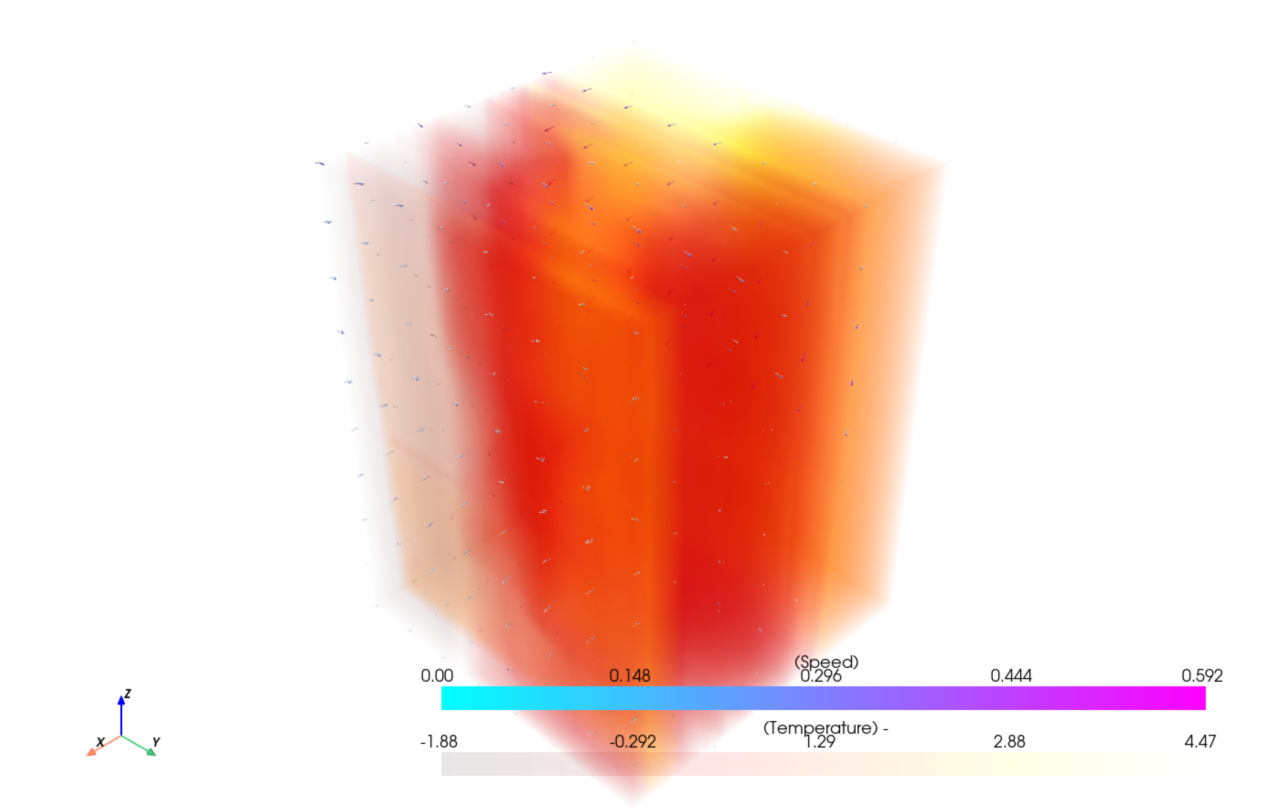 (Speed)
0.00 0.148 0.296 0.444 0.592
(Temperature) -
-1.88 -0.292 1.29 2.88 4.47
Z
X Y